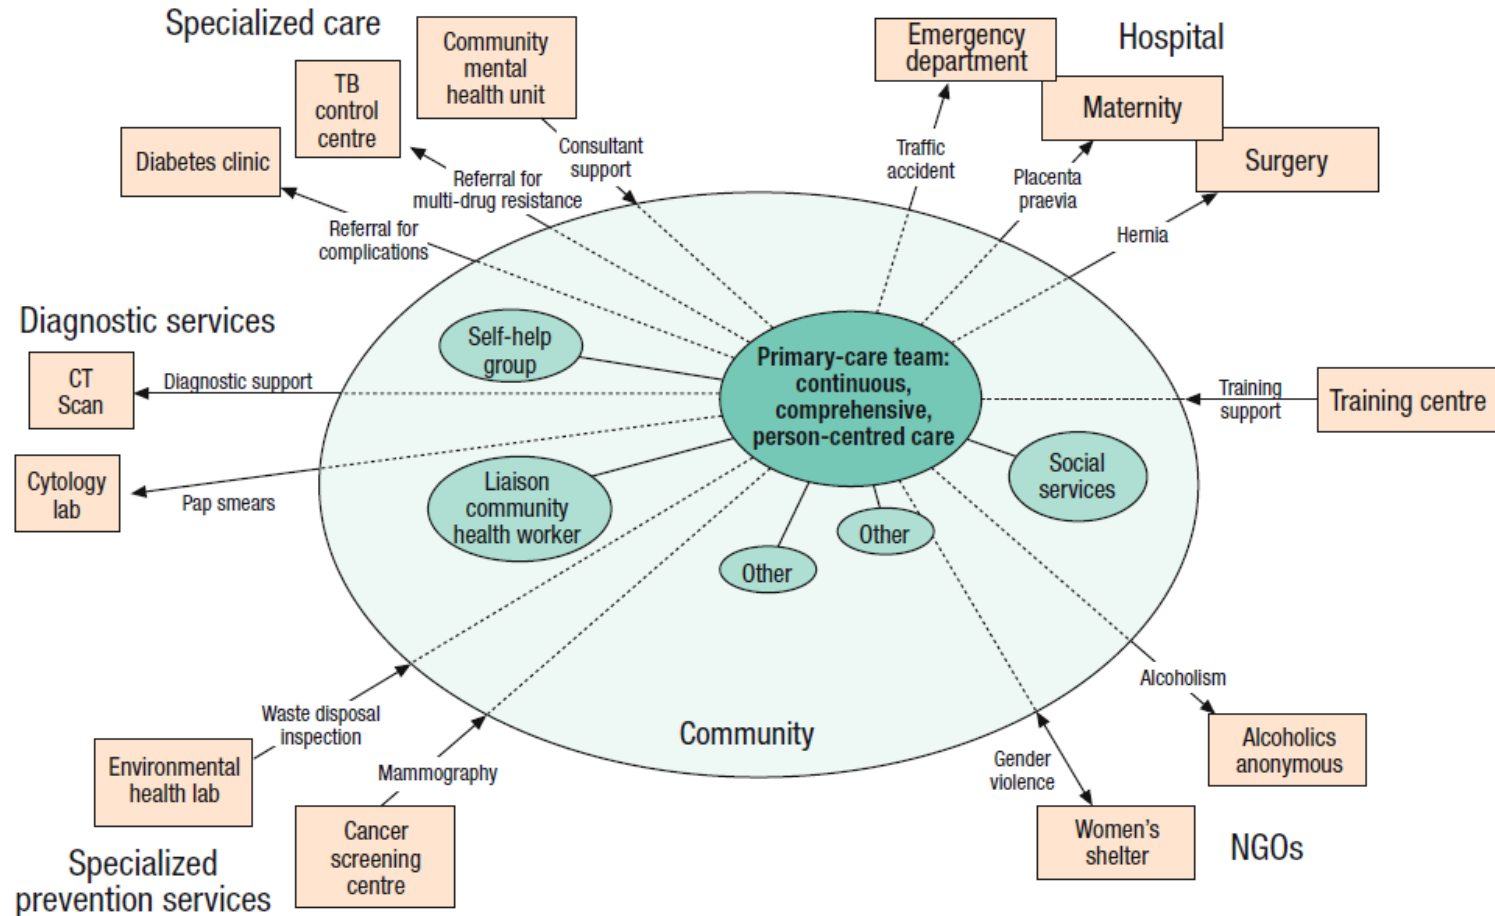 Specialized care
Community
mental
health unit
TB
control
centre
Diabetes clinic
Consultant
support
Referral for
multi-drug resistance
Referral for
complications
Emergency
department
Hospital
Maternity
Surgery
Traffic
accident
Placenta
praevia
Hernia
Diagnostic services
CT
Scan
Diagnostic support
Cytology
lab
Pap smears
Self-help
group
Primary-care team:
continuous,
comprehensive,
person-centred care
Training
support
Training centre
Liaison
community
health worker
Social
services
Other
Other
Community
Waste disposal
inspection
Environmental
health lab
Mammography
Cancer
screening
centre
Specialized
prevention services
Alcoholism
Alcoholics
anonymous
Gender
violence
Women's
shelter
NGOs